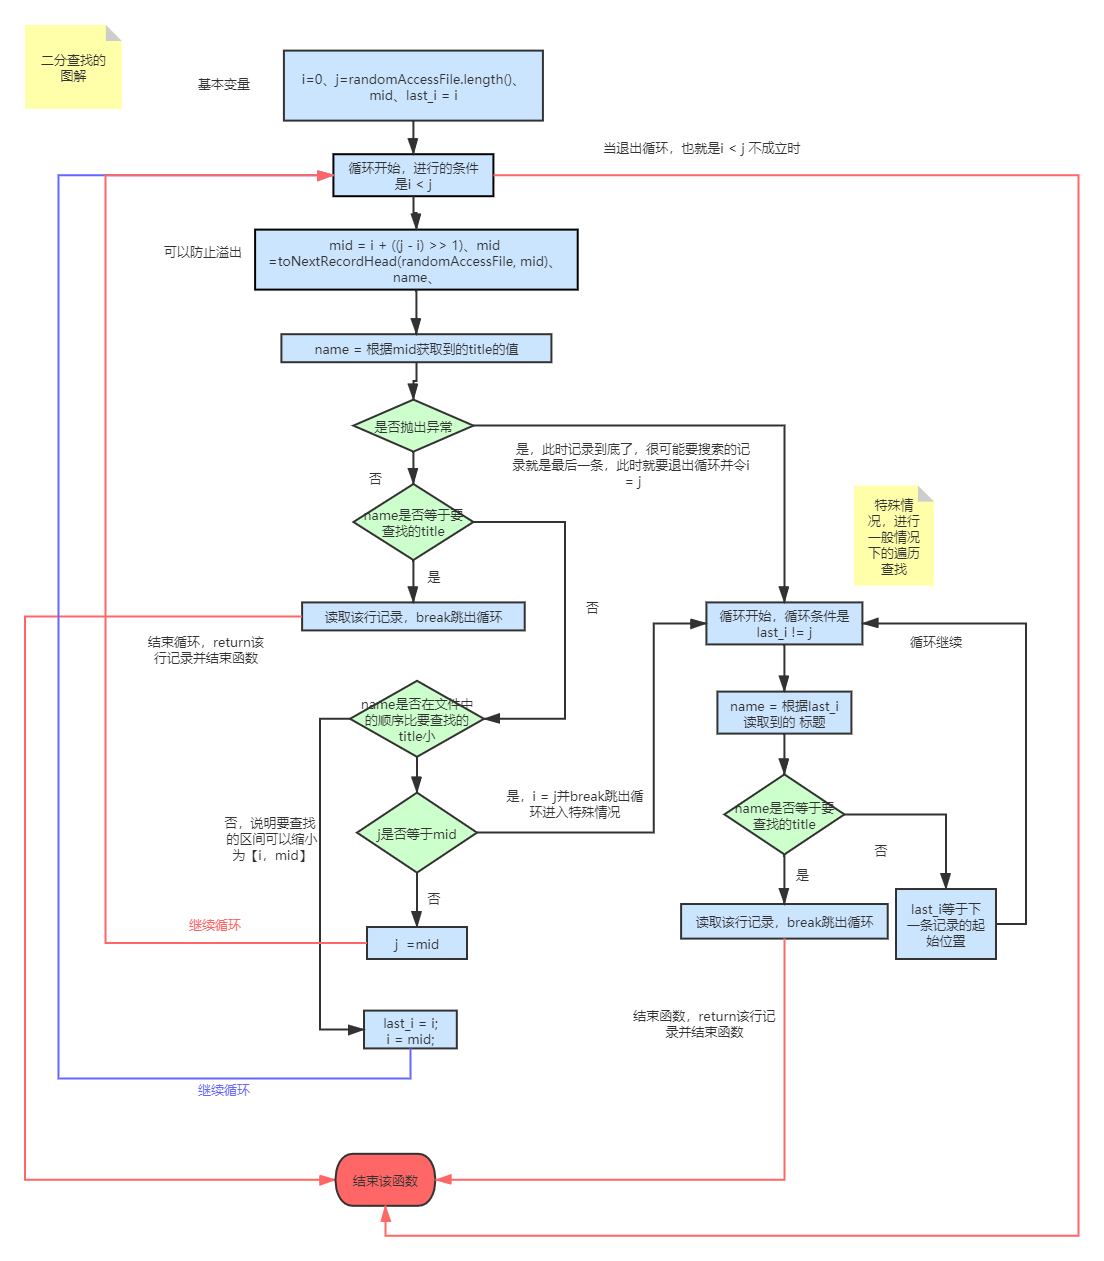 二分查找的
图解
基本变量
i=0、j=randomAccessFile.length()、
mid、last_i = i
当退出循环，也就是i < j 不成立时
循环开始，进行的条件
是i < j
可以防止溢出
mid = i + ((j - i) >> 1)、mid
=toNextRecordHead(randomAccessFile, mid)、
name、
name = 根据mid获取到的title的值
是否抛出异常
是，此时记录到底了，很可能要搜索的记
录就是最后一条，此时就要退出循环并令i
= j
否
name是否等于要
查找的title
特殊情
况，进行
一般情况
下的遍历
查找
是
否
读取该行记录，break跳出循环
循环开始，循环条件是
last_i != j
结束循环，return该
行记录并结束函数
循环继续
name是否在文件中
的顺序比要查找的
title小
name = 根据last_i
读取到的 标题
是，i = j并break跳出循
环进入特殊情况
否，说明要查找
的区间可以缩小
为【i，mid】
j是否等于mid
name是否等于要
查找的title
否
是
否
继续循环
j  =mid
读取该行记录，break跳出循环
last_i等于下
一条记录的起
始位置
last_i = i;
i = mid;
结束函数，return该行记
录并结束函数
继续循环
结束该函数